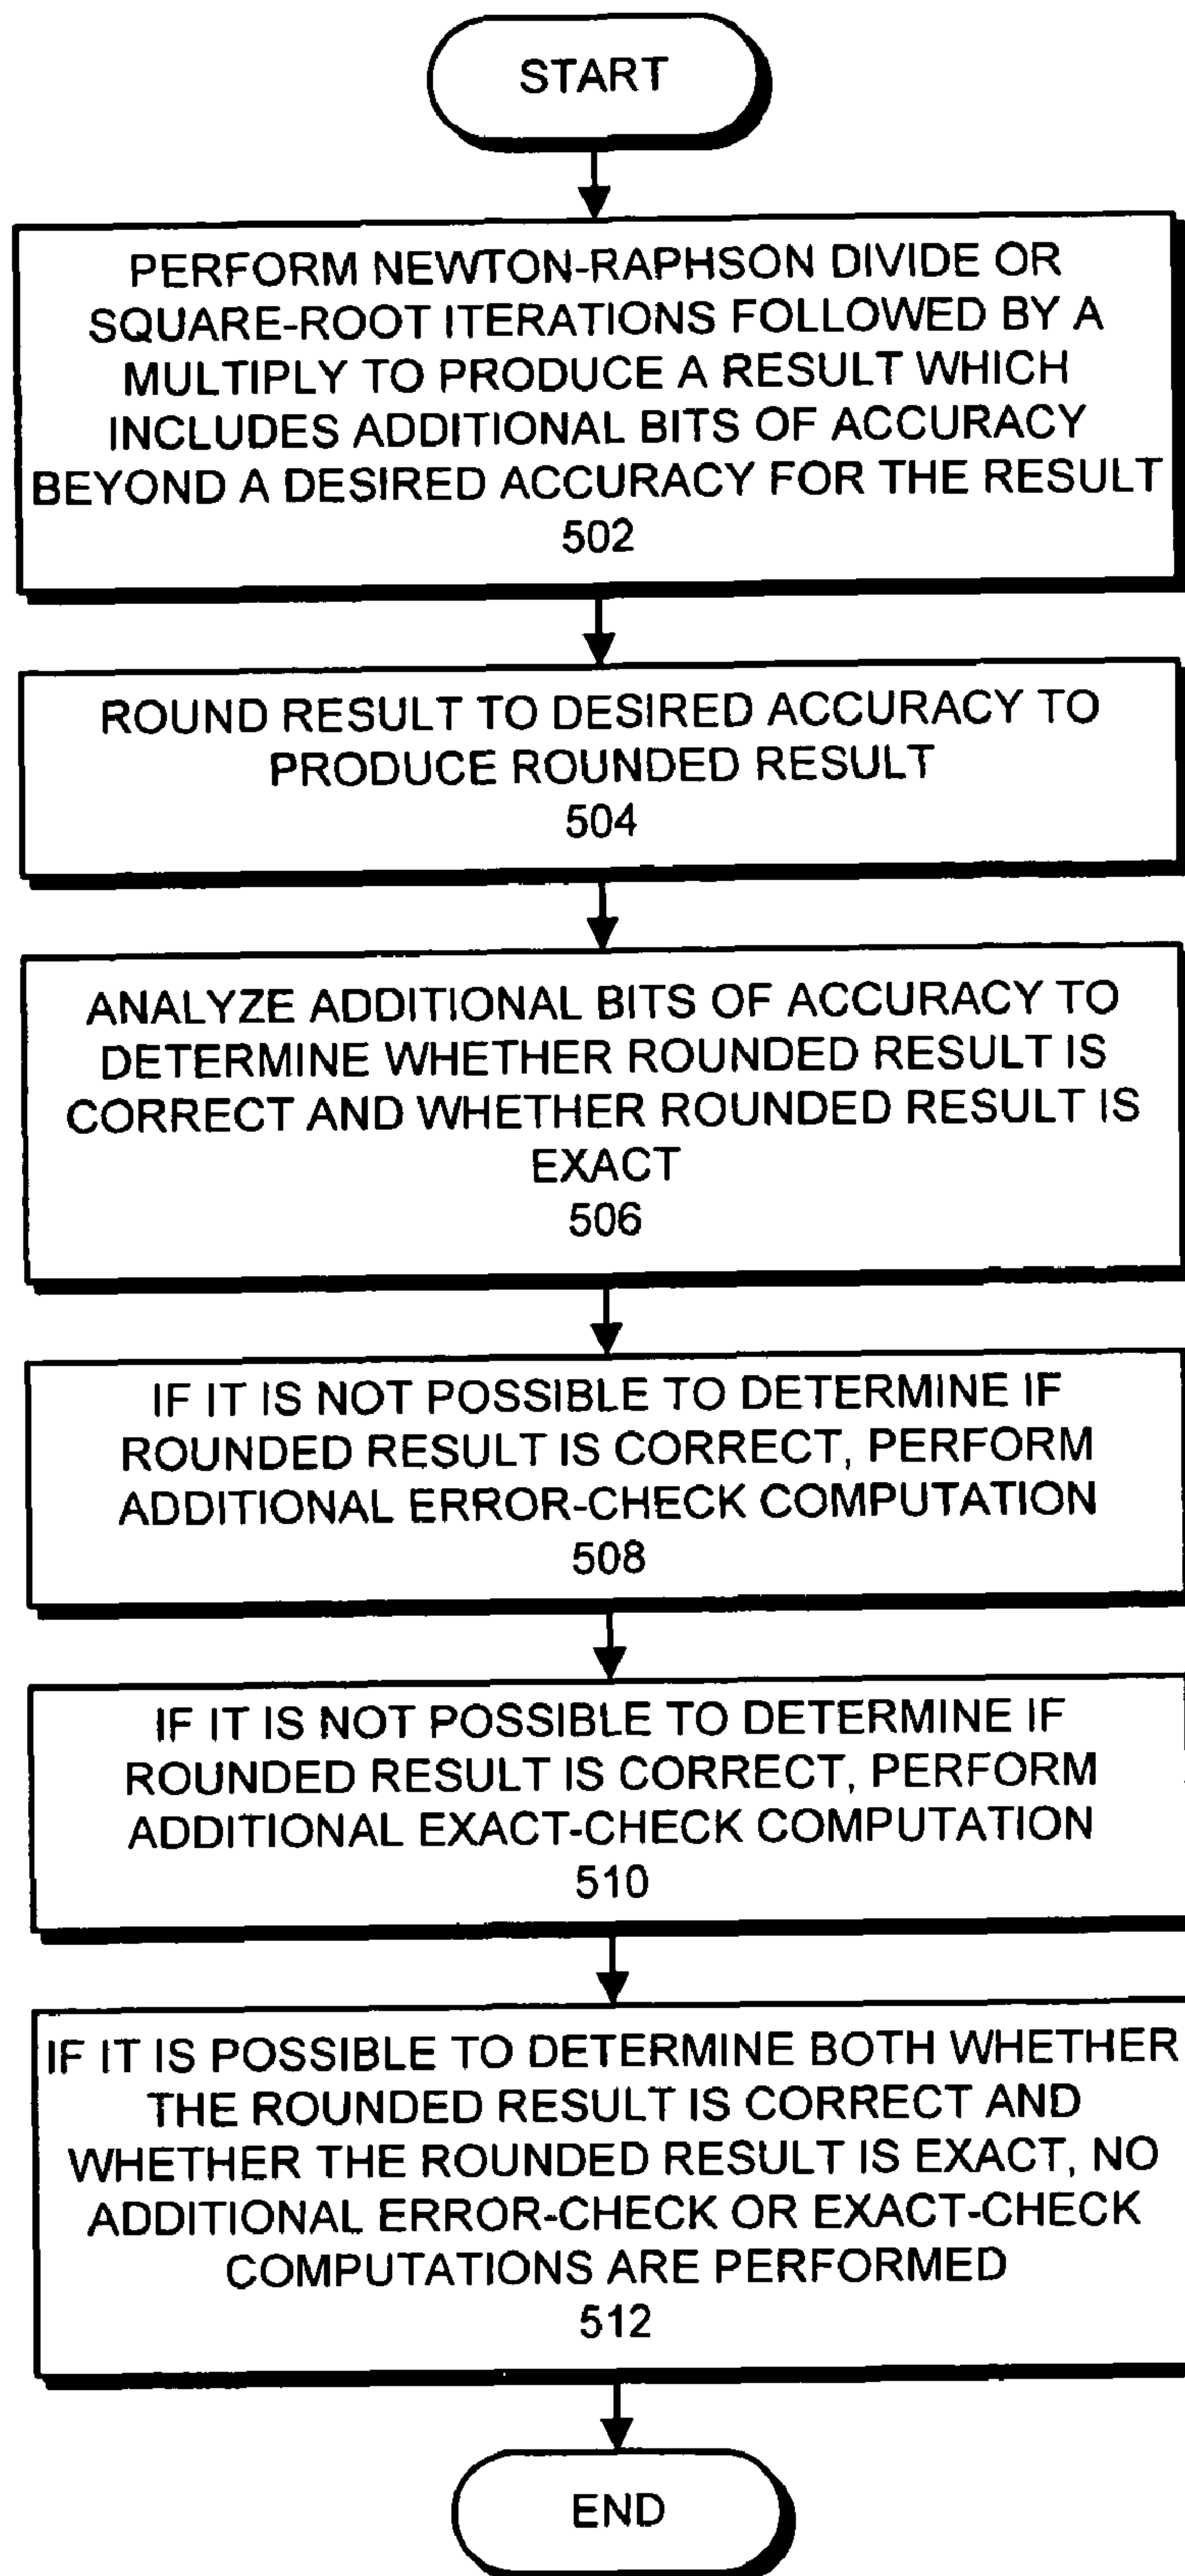 START
PERFORM NEWTON-RAPHSON DIVIDE OR
SQUARE-ROOT ITERATIONS FOLLOWED BY A
MULTIPLY TO PRODUCE A RESULT WHICH
INCLUDES ADDITIONAL BITS OF ACCURACY
BEYOND A DESIRED ACCURACY FOR THE RESULT
502
ROUND RESULT TO DESIRED ACCURACY TO
PRODUCE ROUNDED RESULT
504
ANALYZE ADDITIONAL BITS OF ACCURACY TO
DETERMINE WHETHER ROUNDED RESULT IS
CORRECT AND WHETHER ROUNDED RESULT IS
EXACT
506
IF IT IS NOT POSSIBLE TO DETERMINE IF
ROUNDED RESULT IS CORRECT, PERFORM
ADDITIONAL ERROR-CHECK COMPUTATION
508
IF IT IS NOT POSSIBLE TO DETERMINE IF
ROUNDED RESULT IS CORRECT, PERFORM
ADDITIONAL EXACT-CHECK COMPUTATION
510
IF IT IS POSSIBLE TO DETERMINE BOTH WHETHER
THE ROUNDED RESULT IS CORRECT AND
WHETHER THE ROUNDED RESULT IS EXACT, NO
ADDITIONAL ERROR-CHECK OR EXACT-CHECK
COMPUTATIONS ARE PERFORMED
512
END